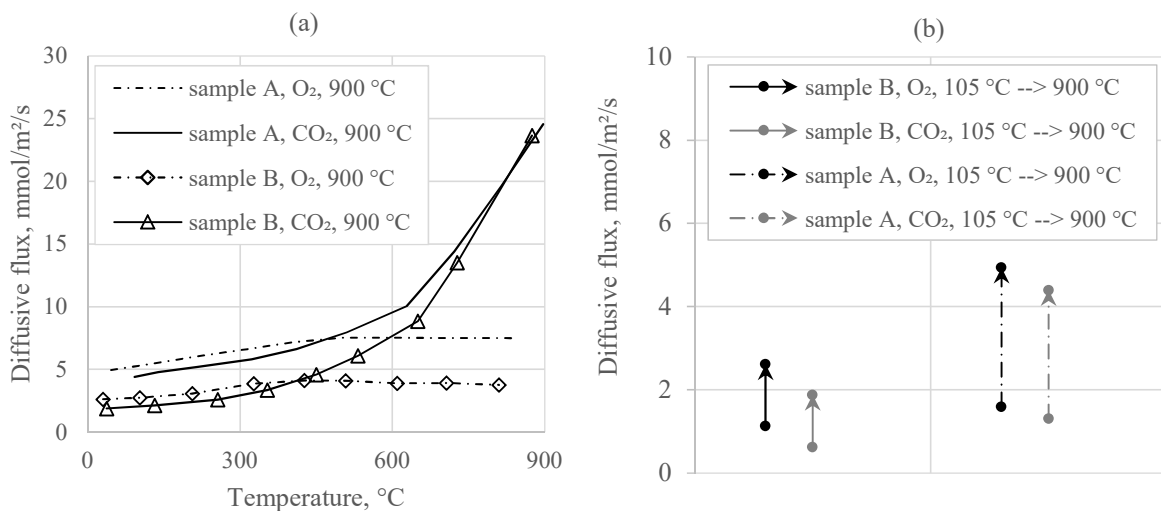 (a)
Diffusive flux, mmol/m²/s
30
25
20
15
10
5
0
sample A, O₂, 900 °C
sample A, CO₂, 900 °C
sample B, O₂, 900 °C
sample B, CO₂, 900 °C
0 300 600 900
Temperature, °C
(b)
Diffusive flux, mmol/m²/s
10
8
6
4
2
0
sample B, O₂, 105 °C --> 900 °C
sample B, CO₂, 105 °C --> 900 °C
sample A, O₂, 105 °C --> 900 °C
sample A, CO₂, 105 °C --> 900 °C